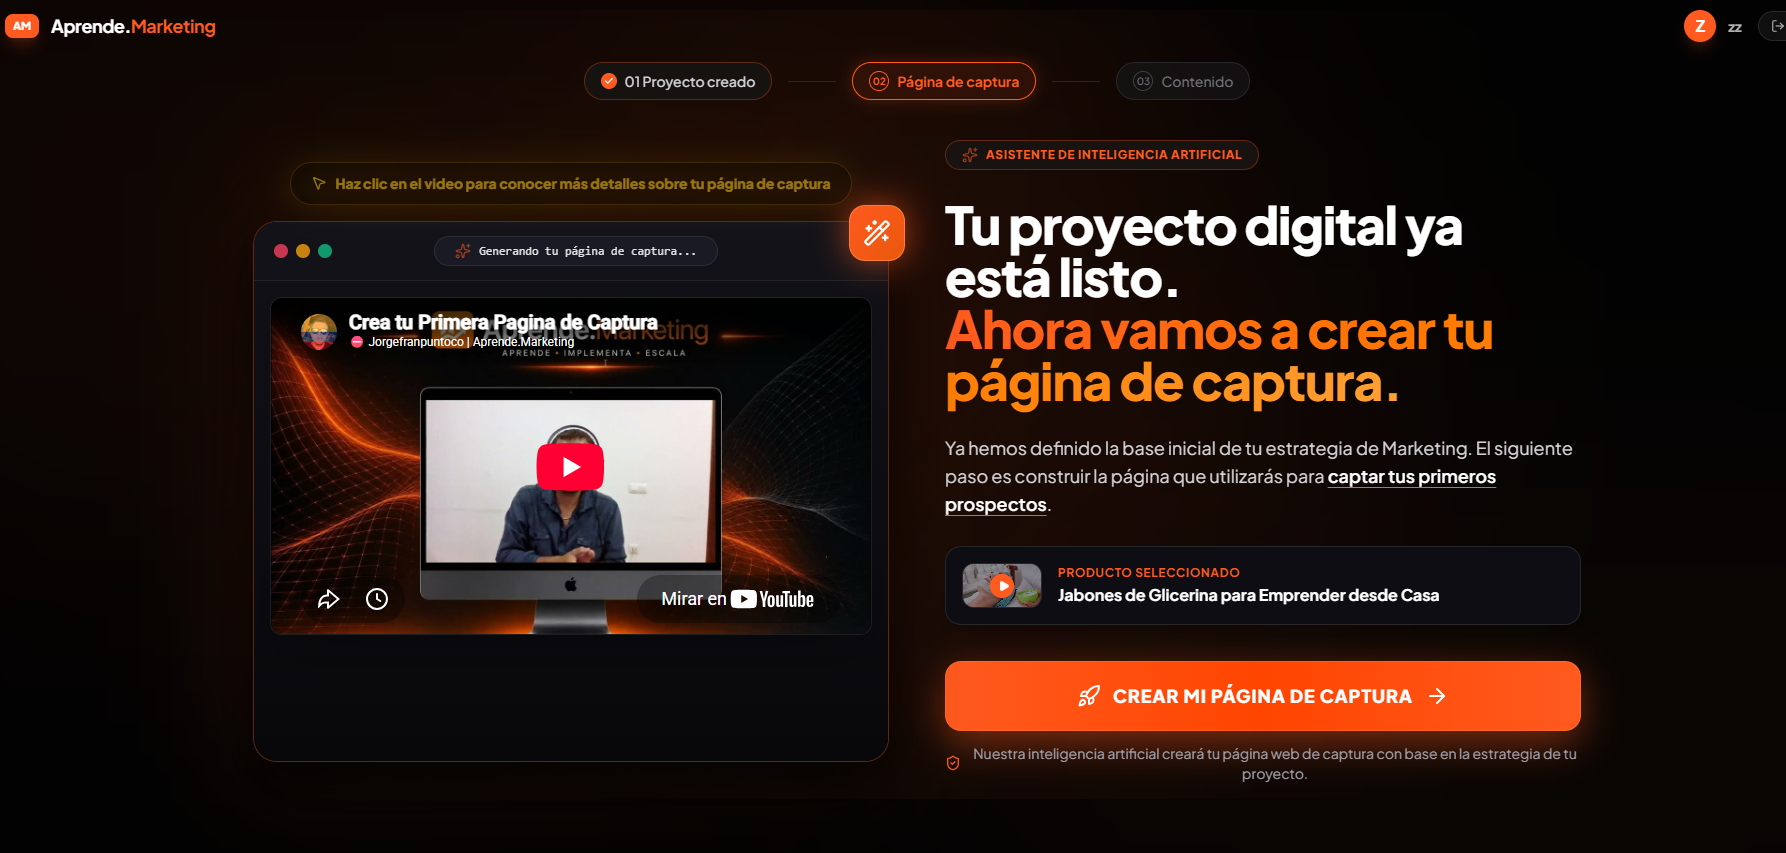 AM Aprende.Marketing
Z zz
01 Proyecto creado
02 Página de captura
03 Contenido
Haz clic en el video para conocer más detalles sobre tu página de captura
Generando tu página de captura...
Crea tu Primera Pagina de Captura
Jorgefranpuntoco | Aprende.Marketing
Aprende.Marketing
APRENDE • IMPLEMENTA • ESCALA
Mirar en YouTube
ASISTENTE DE INTELIGENCIA ARTIFICIAL
Tu proyecto digital ya
está listo.
Ahora vamos a crear tu
página de captura.
Ya hemos definido la base inicial de tu estrategia de Marketing. El siguiente
paso es construir la página que utilizarás para captar tus primeros
prospectos.
PRODUCTO SELECCIONADO
Jabones de Glicerina para Emprender desde Casa
CREAR MI PÁGINA DE CAPTURA
Nuestra inteligencia artificial creará tu página web de captura con base en la estrategia de tu
proyecto.